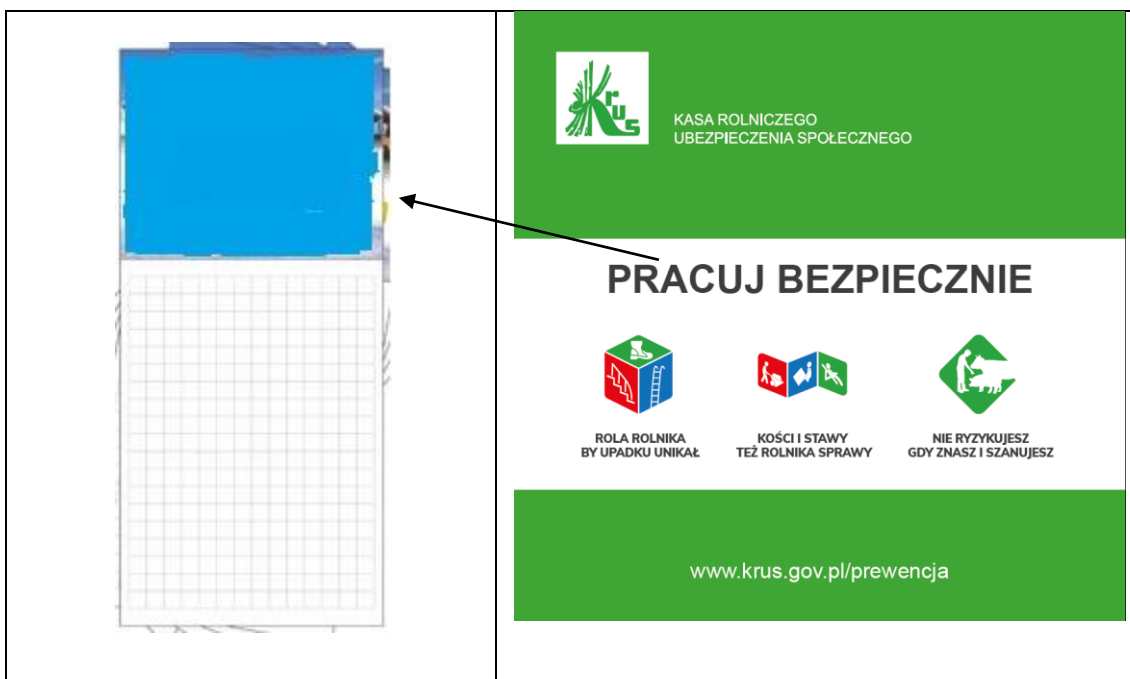 Krus
KASA ROLNICZEGO
UBEZPIECZENIA SPOŁECZNEGO
PRACUJ BEZPIECZNIE
ROLA ROLNIKA
BY UPADKU UNIKAŁ
KOŚCI I STAWY
TEŻ ROLNIKA SPRAWY
NIE RYZYKUJESZ
GDY ZNASZ I SZANUJESZ
www.krus.gov.pl/prewencja